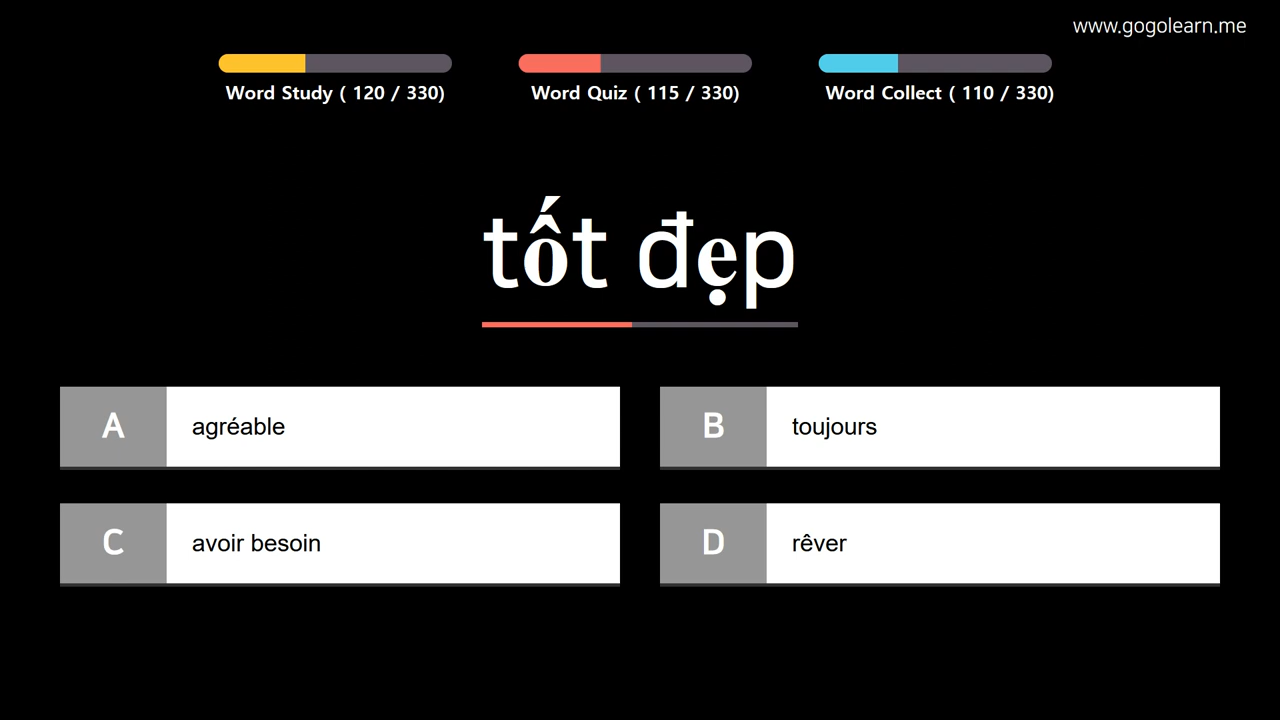 www.gogolearn.me
Word Study ( 120 / 330)
Word Quiz ( 115 / 330)
Word Collect ( 110 / 330)
tốt đẹp
A agréable
B toujours
C avoir besoin
D rêver